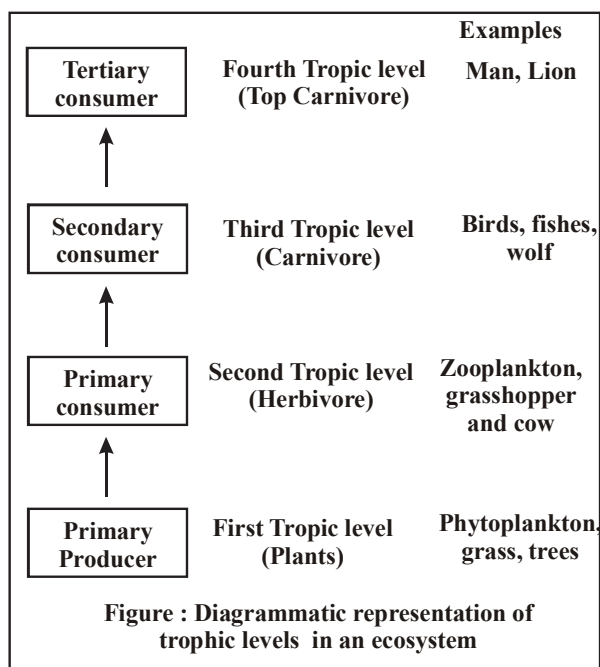 Examples
Tertiary
consumer
Fourth Tropic level
(Top Carnivore)
Man, Lion
Secondary
consumer
Third Tropic level
(Carnivore)
Birds, fishes,
wolf
Primary
consumer
Second Tropic level
(Herbivore)
Zooplankton,
grasshopper
and cow
Primary
Producer
First Tropic level
(Plants)
Phytoplankton,
grass, trees
Figure : Diagrammatic representation of
trophic levels in an ecosystem